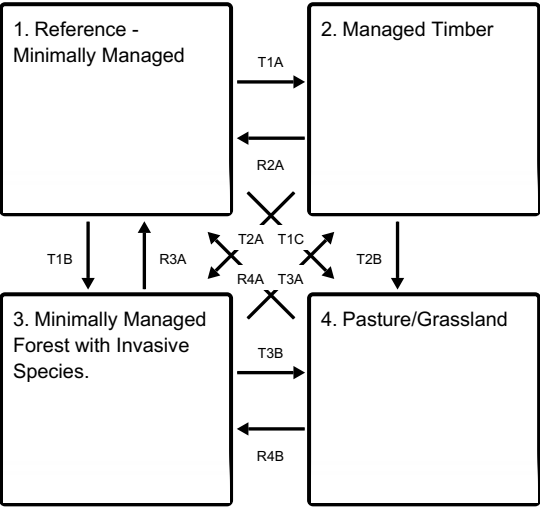 1. Reference -
Minimally Managed
2. Managed Timber
T1A
R2A
T1B
R3A
T2A
T1C
T2B
R4A
T3A
3. Minimally Managed
Forest with Invasive
Species.
4. Pasture/Grassland
T3B
R4B